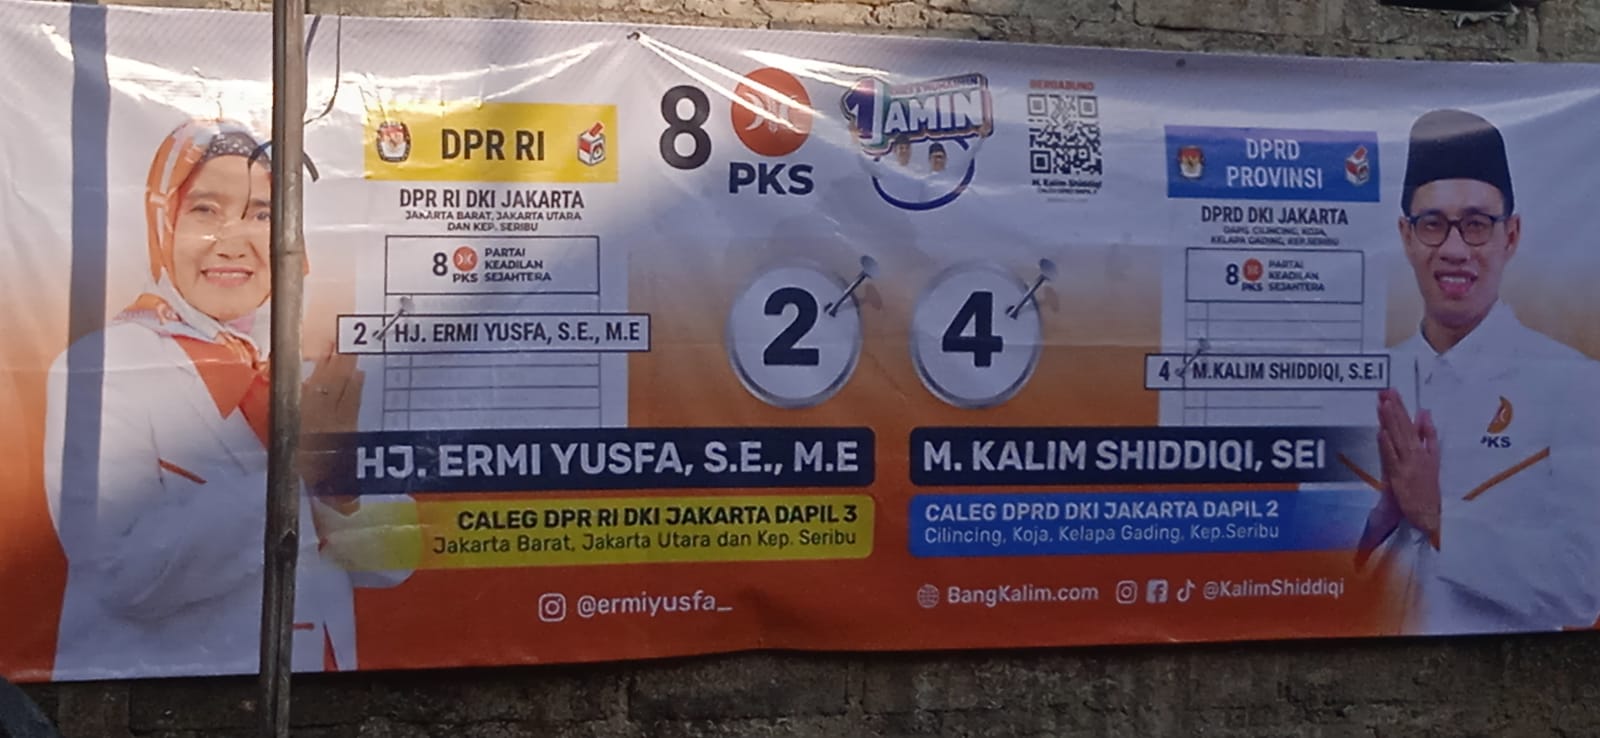 DPR RI
DPR RI DKI JAKARTA
JAKARTA BARAT, JAKARTA UTARA
DAN KEP. SERIBU
8 PKS PARTAI
KEADILAN
SEJAHTERA
2 HJ. ERMI YUSFA, S.E., M.E
8 PKS
1 AMIN
BERGABUNG
M. Kalim Shiddiqi
2
4
DPRD
PROVINSI
DPRD DKI JAKARTA
DAPIL CILINCING, KOJA,
KELAPA GADING, KEP.SERIBU
8 PKS PARTAI
KEADILAN
SEJAHTERA
4 M.KALIM SHIDDIQI, S.E.I
PKS
HJ. ERMI YUSFA, S.E., M.E
CALEG DPR RI DKI JAKARTA DAPIL 3
Jakarta Barat, Jakarta Utara dan Kep. Seribu
@ermiyusfa_
M. KALIM SHIDDIQI, SEI
CALEG DPRD DKI JAKARTA DAPIL 2
Cilincing, Koja, Kelapa Gading, Kep.Seribu
BangKalim.com @KalimShiddiqi